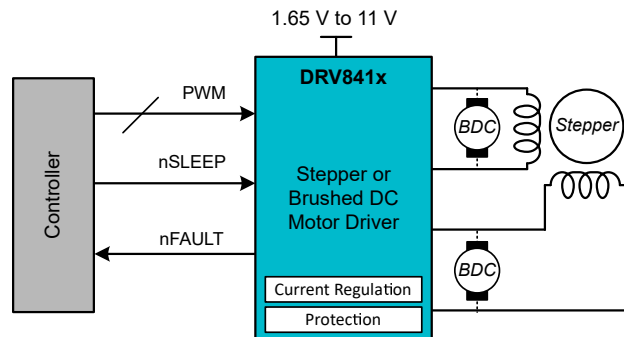 1.65 V to 11 V
DRV841x
PWM
nSLEEP
nFAULT
Controller
Stepper or
Brushed DC
Motor Driver
Current Regulation
Protection
BDC
Stepper
BDC